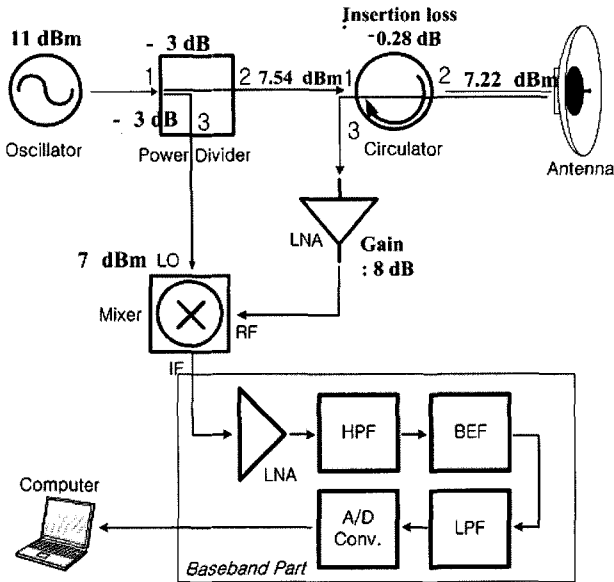 Insertion loss
-0.28 dB
11 dBm
- 3 dB
1
2
7.54 dBm
1
2
7.22 dBm
- 3 dB
3
3
Oscillator
Power Divider
Circulator
Antenna
LNA
Gain
: 8 dB
7 dBm LO
Mixer
RF
IF
HPF
BEF
LNA
Computer
A/D
Conv.
LPF
Baseband Part